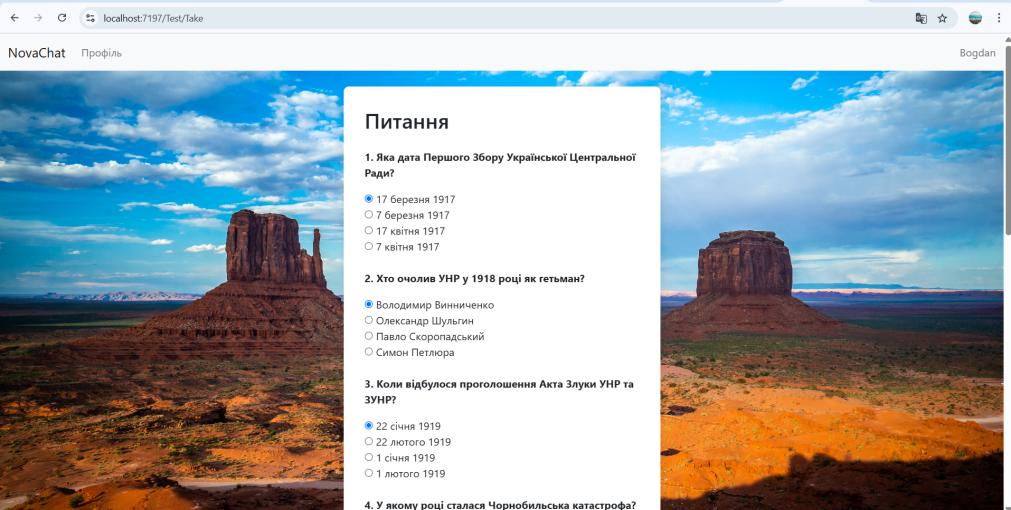 localhost:7197/Test/Take
NovaChat Профіль Bogdan
Питання
1. Яка дата Першого Збору Української Центральної
Ради?
17 березня 1917
7 березня 1917
17 квітня 1917
7 квітня 1917
2. Хто очолив УНР у 1918 році як гетьман?
Володимир Винниченко
Олександр Шульгин
Павло Скоропадський
Симон Петлюра
3. Коли відбулося проголошення Акта Злуки УНР та
ЗУНР?
22 січня 1919
22 лютого 1919
1 січня 1919
1 лютого 1919
4. У якому році сталася Чорнобильська катастрофа?